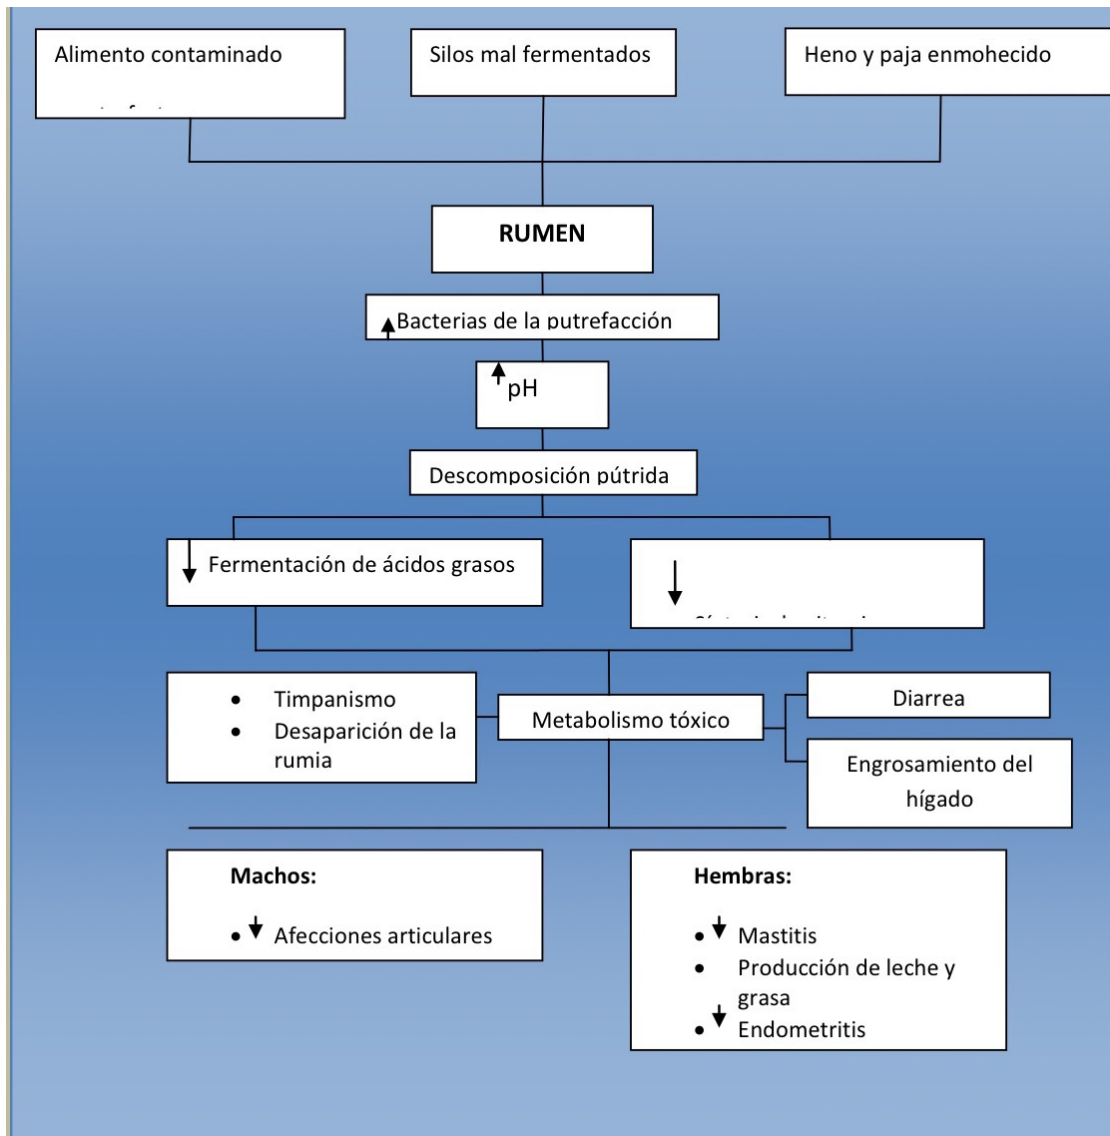 Alimento contaminado
Silos mal fermentados
Heno y paja enmohecido
RUMEN
Bacterias de la putrefacción
pH
Descomposición pútrida
Fermentación de ácidos grasos
Timpanismo
Desaparición de la
rumia
Metabolismo tóxico
Diarrea
Engrosamiento del
hígado
Machos:
Afecciones articulares
Hembras:
Mastitis
Producción de leche y
grasa
Endometritis